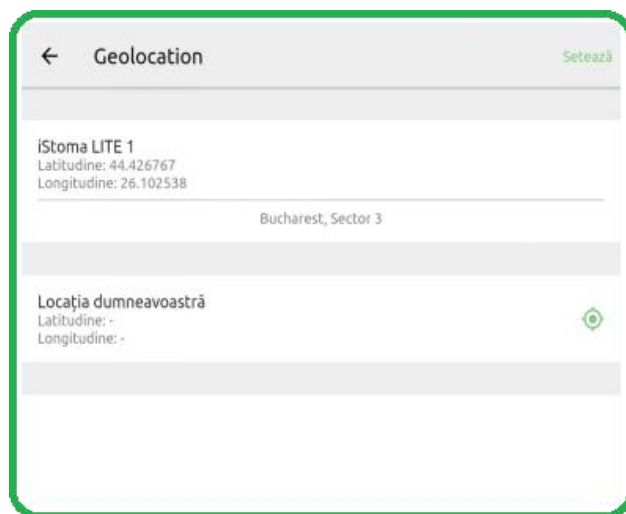 Geolocation
Setează
iStoma LITE 1
Latitudine: 44.426767
Longitudine: 26.102538
Bucharest, Sector 3
Locația dumneavoastră
Latitudine: -
Longitudine: -